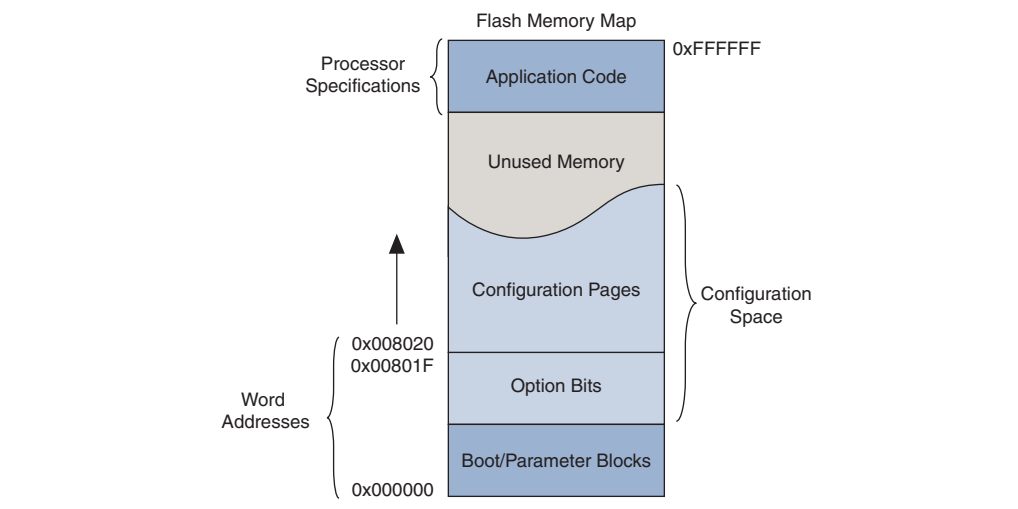 Flash Memory Map
0xFFFFFF
Processor
Specifications
Application Code
Unused Memory
Configuration Pages
Configuration
Space
0x008020
0x00801F
Option Bits
Word
Addresses
Boot/Parameter Blocks
0x000000